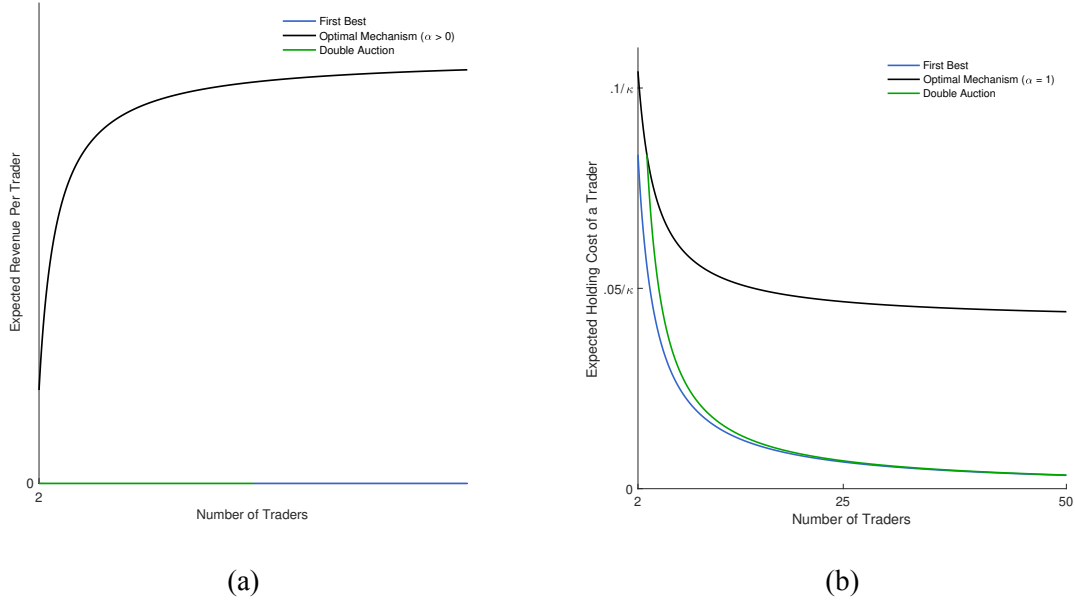 First Best
Optimal Mechanism (α > 0)
Double Auction
Expected Revenue Per Trader
0
2
Number of Traders
(a)
First Best
Optimal Mechanism (α = 1)
Double Auction
Expected Holding Cost of a Trader
.1/κ
.05/κ
0
2
25
50
Number of Traders
(b)